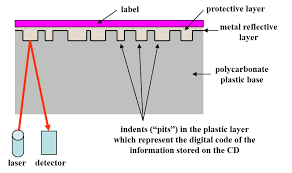 label
protective layer
metal reflective
layer
polycarbonate
plastic base
indents ("pits") in the plastic layer
which represent the digital code of the
information stored on the CD
laser
detector